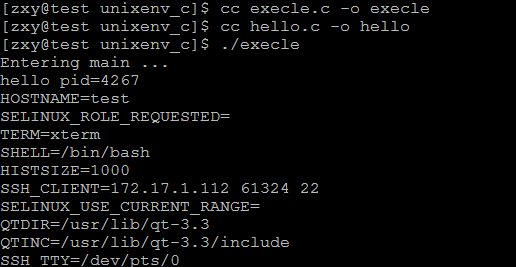 [zxy@test unixenv_c]$ cc execle.c -o execle
[zxy@test unixenv_c]$ cc hello.c -o hello
[zxy@test unixenv_c]$ ./execle
Entering main ...
hello pid=4267
HOSTNAME=test
SELINUX_ROLE_REQUESTED=
TERM=xterm
SHELL=/bin/bash
HISTSIZE=1000
SSH_CLIENT=172.17.1.112 61324 22
SELINUX_USE_CURRENT_RANGE=
QTDIR=/usr/lib/qt-3.3
QTINC=/usr/lib/qt-3.3/include
SSH_TTY=/dev/pts/0